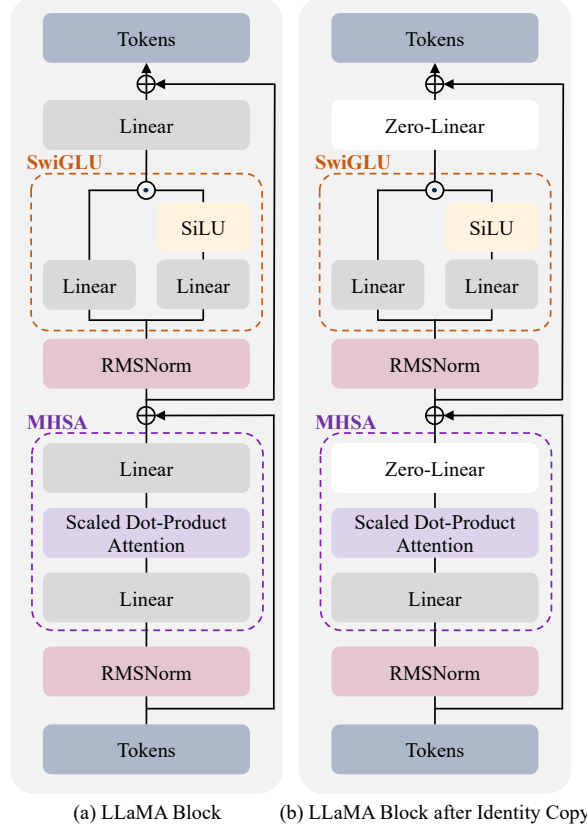 Tokens
Linear
SwiGLU
SiLU
Linear Linear
RMSNorm
MHSA
Linear
Scaled Dot-Product
Attention
Linear
RMSNorm
Tokens
(a) LLaMA Block
Tokens
Zero-Linear
SwiGLU
SiLU
Linear Linear
RMSNorm
MHSA
Zero-Linear
Scaled Dot-Product
Attention
Linear
RMSNorm
Tokens
(b) LLaMA Block after Identity Copy